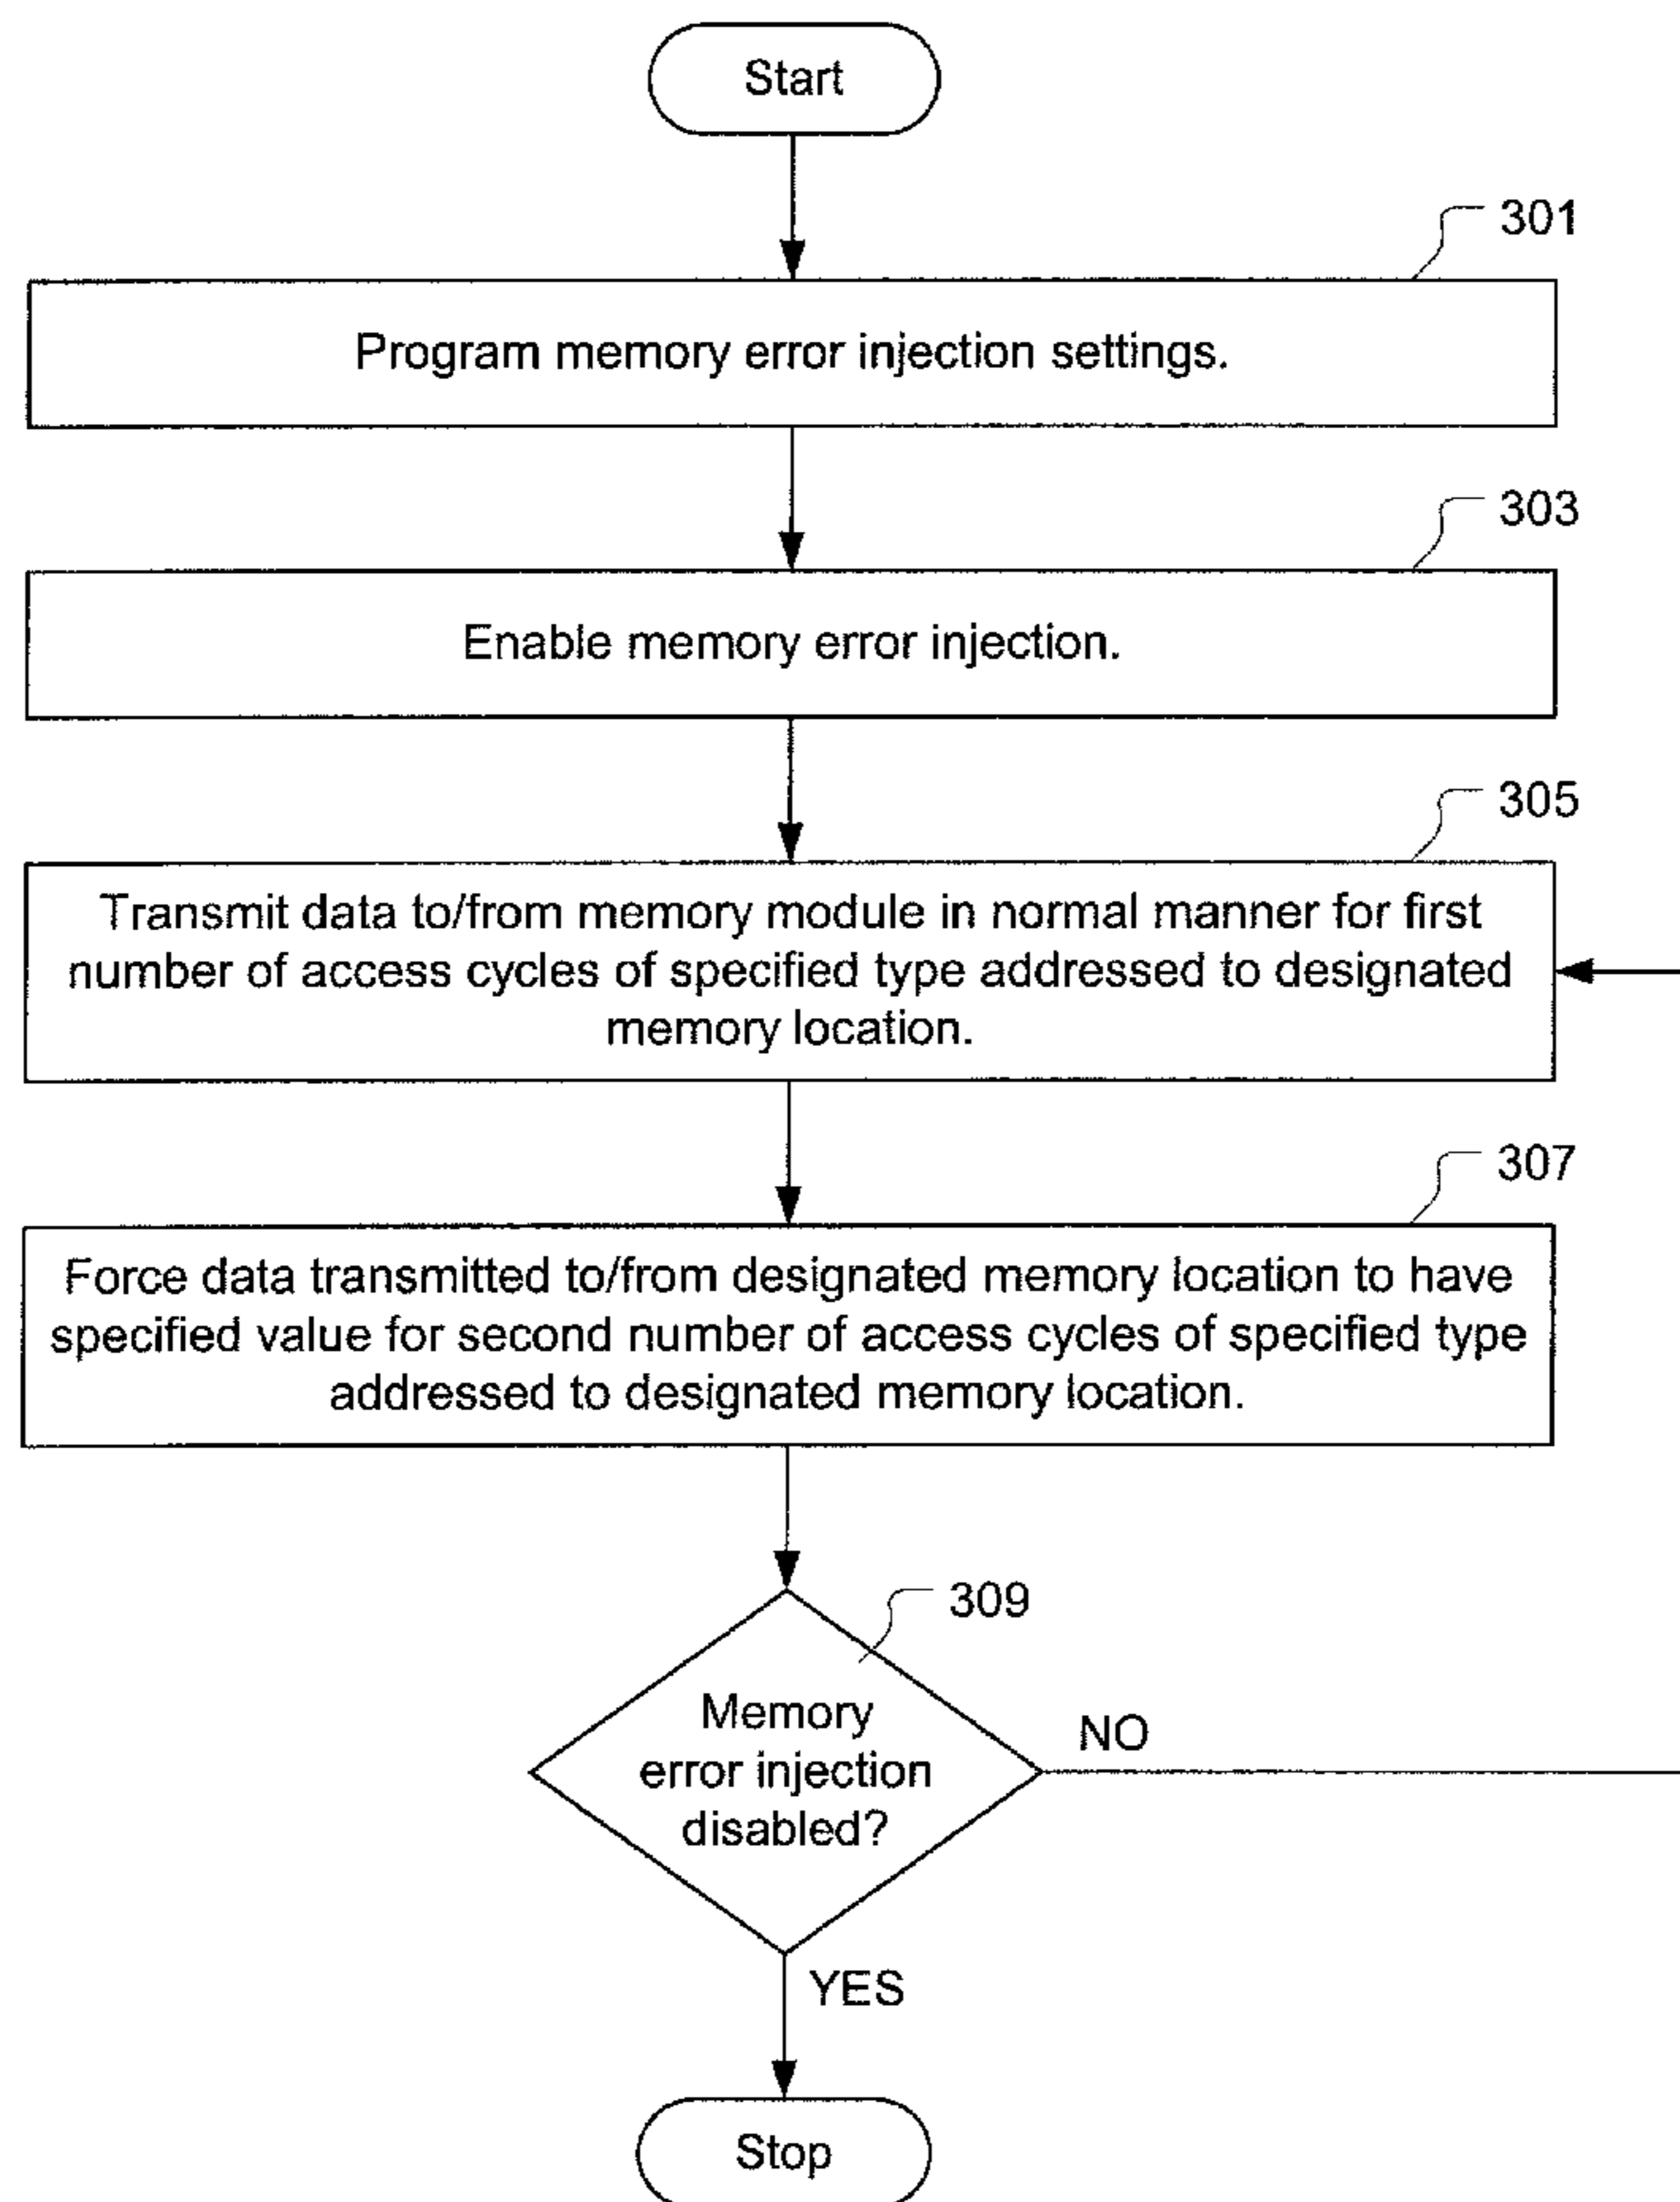 Start
301
Program memory error injection settings.
303
Enable memory error injection.
305
Transmit data to/from memory module in normal manner for first
number of access cycles of specified type addressed to designated
memory location.
307
Force data transmitted to/from designated memory location to have
specified value for second number of access cycles of specified type
addressed to designated memory location.
309
Memory
error injection
disabled?
NO
YES
Stop